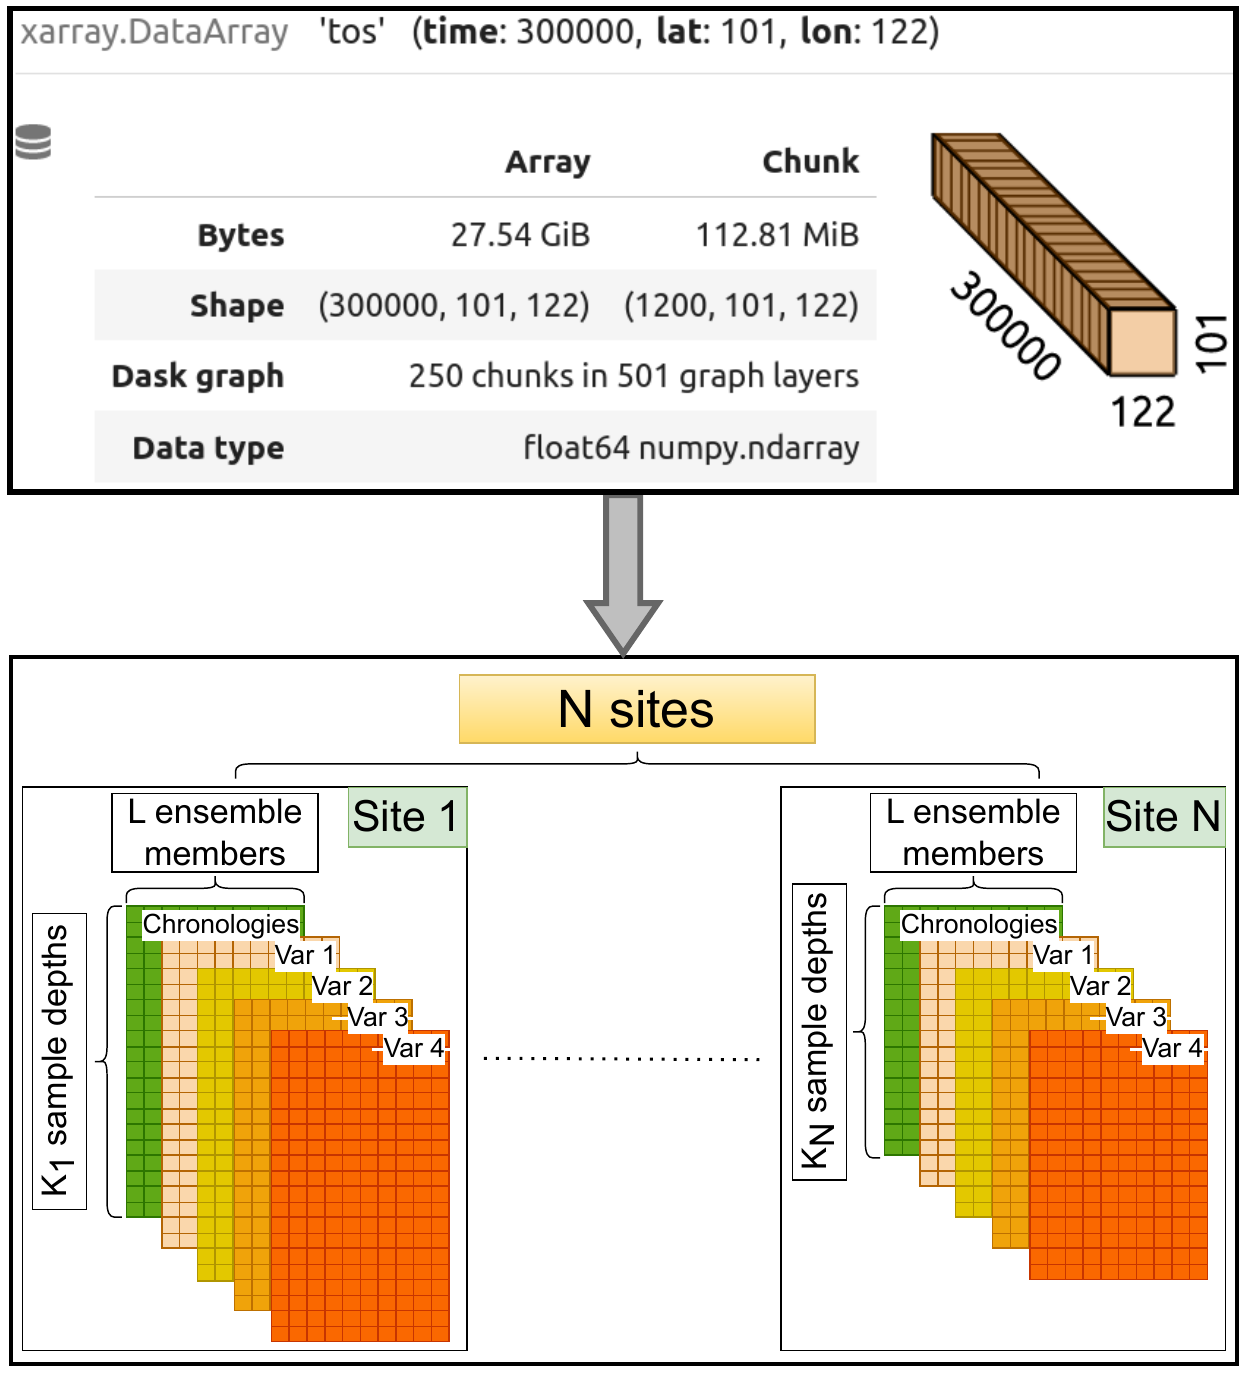 xarray.DataArray 'tos' (time: 300000, lat: 101, lon: 122)
Array Chunk
Bytes 27.54 GiB 112.81 MiB
Shape (300000, 101, 122) (1200, 101, 122)
Dask graph 250 chunks in 501 graph layers
Data type float64 numpy.ndarray
300000
101
122
N sites
Site 1
L ensemble
members
K1 sample depths
Chronologies
Var 1
Var 2
Var 3
Var 4
Site N
L ensemble
members
KN sample depths
Chronologies
Var 1
Var 2
Var 3
Var 4